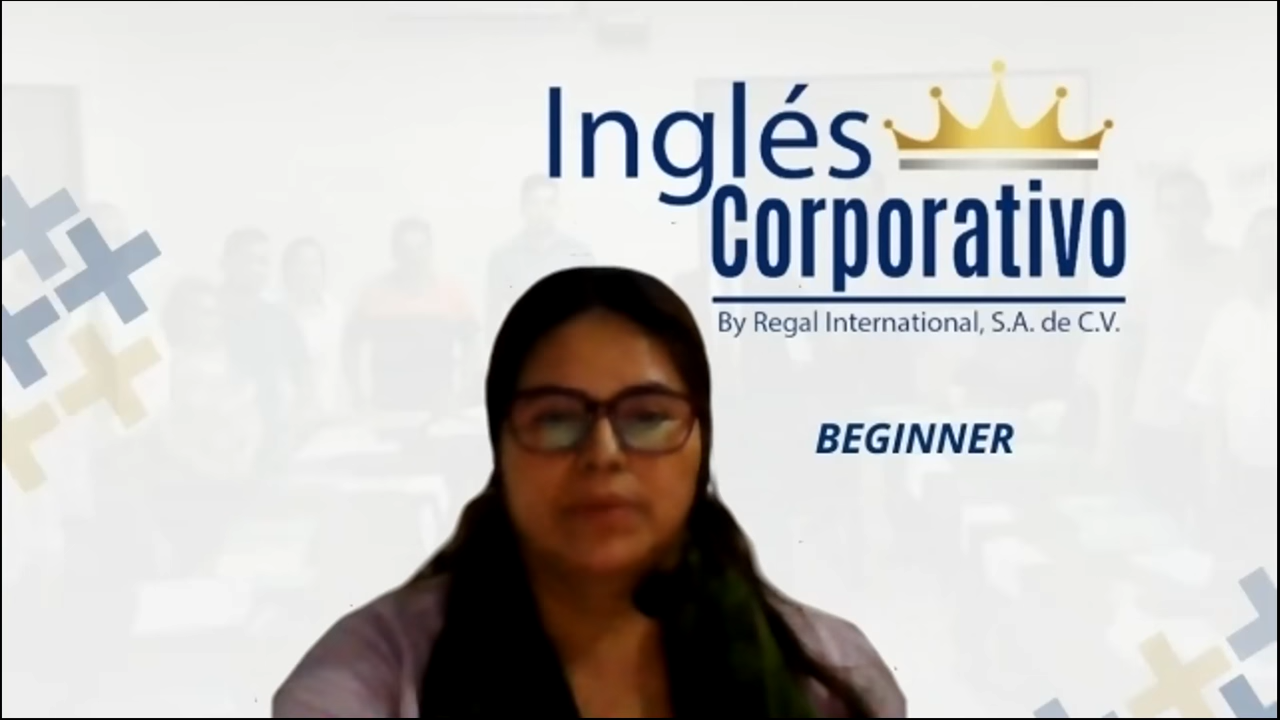 Inglés
Corporativo
By Regal International, S.A. de C.V.
BEGINNER